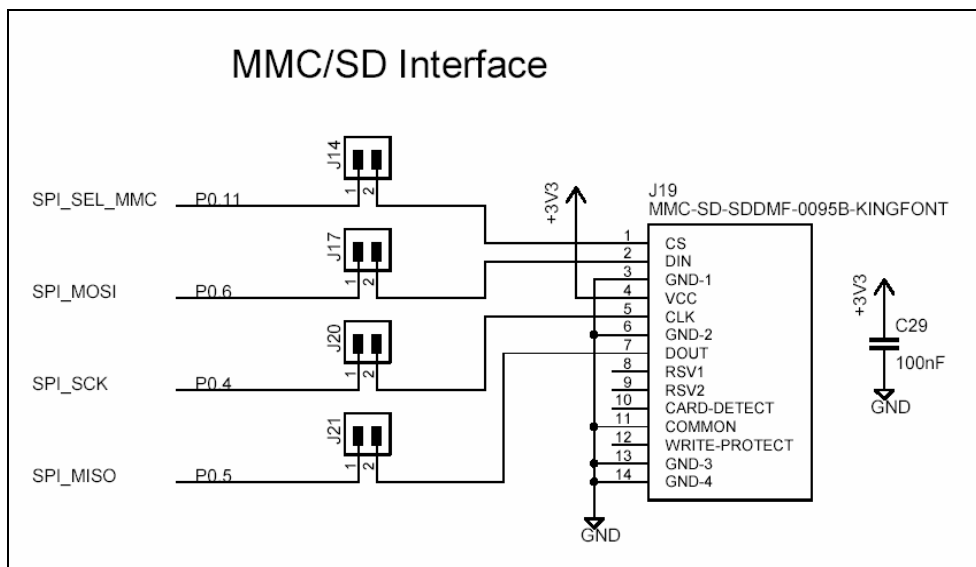 MMC/SD Interface
J14
1
2
SPI_SEL_MMC
P0.11
J17
1
2
SPI_MOSI
P0.6
J20
1
2
SPI_SCK
P0.4
J21
1
2
SPI_MISO
P0.5
+3V3
J19
MMC-SD-SDDMF-0095B-KINGFONT
1 CS
2 DIN
3 GND-1
4 VCC
5 CLK
6 GND-2
7 DOUT
8 RSV1
9 RSV2
10 CARD-DETECT
11 COMMON
12 WRITE-PROTECT
13 GND-3
14 GND-4
GND
+3V3
C29
100nF
GND